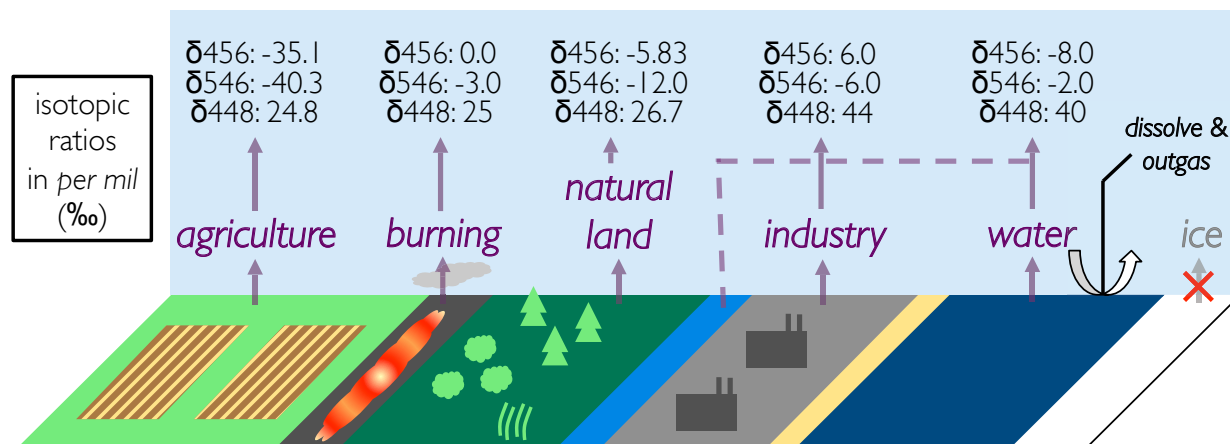 isotopic
ratios
in per mil
(‰)
δ456: -35.1
δ546: -40.3
δ448: 24.8
agriculture
δ456: 0.0
δ546: -3.0
δ448: 25
burning
δ456: -5.83
δ546: -12.0
δ448: 26.7
natural
land
δ456: 6.0
δ546: -6.0
δ448: 44
industry
δ456: -8.0
δ546: -2.0
δ448: 40
water
dissolve &
outgas
ice